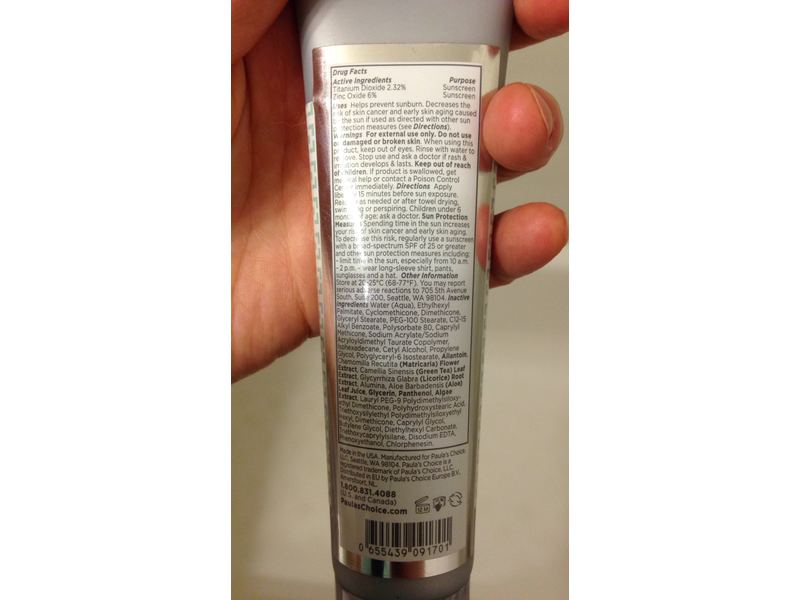 Drug Facts
Active Ingredients Purpose
Titanium Dioxide 2.32% Sunscreen
Zinc Oxide 6% Sunscreen
Uses Helps prevent sunburn. Decreases the
risk of skin cancer and early skin aging caused
by the sun if used as directed with other sun
protection measures (see Directions).
Warnings For external use only. Do not use
on damaged or broken skin. When using this
product, keep out of eyes. Rinse with water to
remove. Stop use and ask a doctor if rash &
irritation develops & lasts. Keep out of reach
of children. If product is swallowed, get
medical help or contact a Poison Control
Center immediately. Directions Apply
liberally 15 minutes before sun exposure.
Reapply as needed or after towel drying,
swimming or perspiring. Children under 6
months of age: ask a doctor. Sun Protection
Measures Spending time in the sun increases
your risk of skin cancer and early skin aging.
To decrease this risk, regularly use a sunscreen
with a broad-spectrum SPF of 25 or greater
and other sun protection measures including:
- limit time in the sun, especially from 10 a.m.
- 2 p.m. - wear long-sleeve shirt, pants,
sunglasses and a hat. Other Information
Store at 20-25°C (68-77°F). You may report
serious adverse reactions to 705 5th Avenue
South, Suite 200, Seattle, WA 98104. Inactive
Ingredients Water (Aqua), Ethylhexyl
Palmitate, Cyclomethicone, Dimethicone,
Glyceryl Stearate, PEG-100 Stearate, C12-15
Alkyl Benzoate, Polysorbate 80, Caprylyl
Methicone, Sodium Acrylate/Sodium
Acryloyldimethyl Taurate Copolymer,
Isohexadecane, Cetyl Alcohol, Propylene
Glycol, Polyglyceryl-6 Isostearate, Allantoin,
Chamomilla Recutita (Matricaria) Flower
Extract, Camellia Sinensis (Green Tea) Leaf
Extract, Glycyrrhiza Glabra (Licorice) Root
Extract, Alumina, Aloe Barbadensis (Aloe)
Leaf Juice, Glycerin, Panthenol, Algae
Extract, Lauryl PEG-9 Polydimethylsiloxy-
ethyl Dimethicone, Polyhydroxystearic Acid,
Triethoxysilylethyl Polydimethylsiloxyethyl
Hexyl, Dimethicone, Caprylyl Glycol,
Butylene Glycol, Diethylhexyl Carbonate,
Triethoxycaprylylsilane, Disodium EDTA,
Phenoxyethanol, Chlorphenesin.
Made in the USA. Manufactured for Paula's Choice
LLC, Seattle, WA 98104. Paula's Choice is a
registered trademark of Paula's Choice, LLC.
Distributed in EU by Paula's Choice Europe B.V.,
Amersfoort, NL.
1.800.831.4088
(U.S. and Canada)
PaulasChoice.com
12 M
0 655439 091701